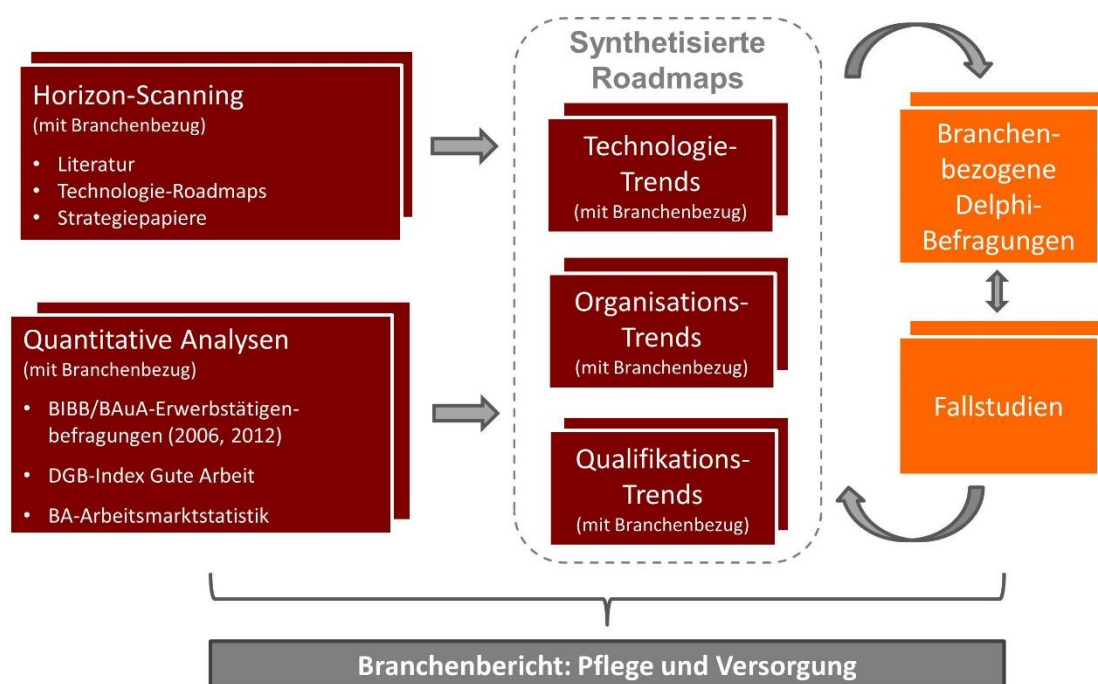 Horizon-Scanning
(mit Branchenbezug)
• Literatur
• Technologie-Roadmaps
• Strategiepapiere
Quantitative Analysen
(mit Branchenbezug)
• BIBB/BAuA-Erwerbstätigen-
befragungen (2006, 2012)
• DGB-Index Gute Arbeit
• BA-Arbeitsmarktstatistik
Synthetisierte
Roadmaps
Technologie-
Trends
(mit Branchenbezug)
Organisations-
Trends
(mit Branchenbezug)
Qualifikations-
Trends
(mit Branchenbezug)
Branchen-
bezogene
Delphi-
Befragungen
Fallstudien
Branchenbericht: Pflege und Versorgung